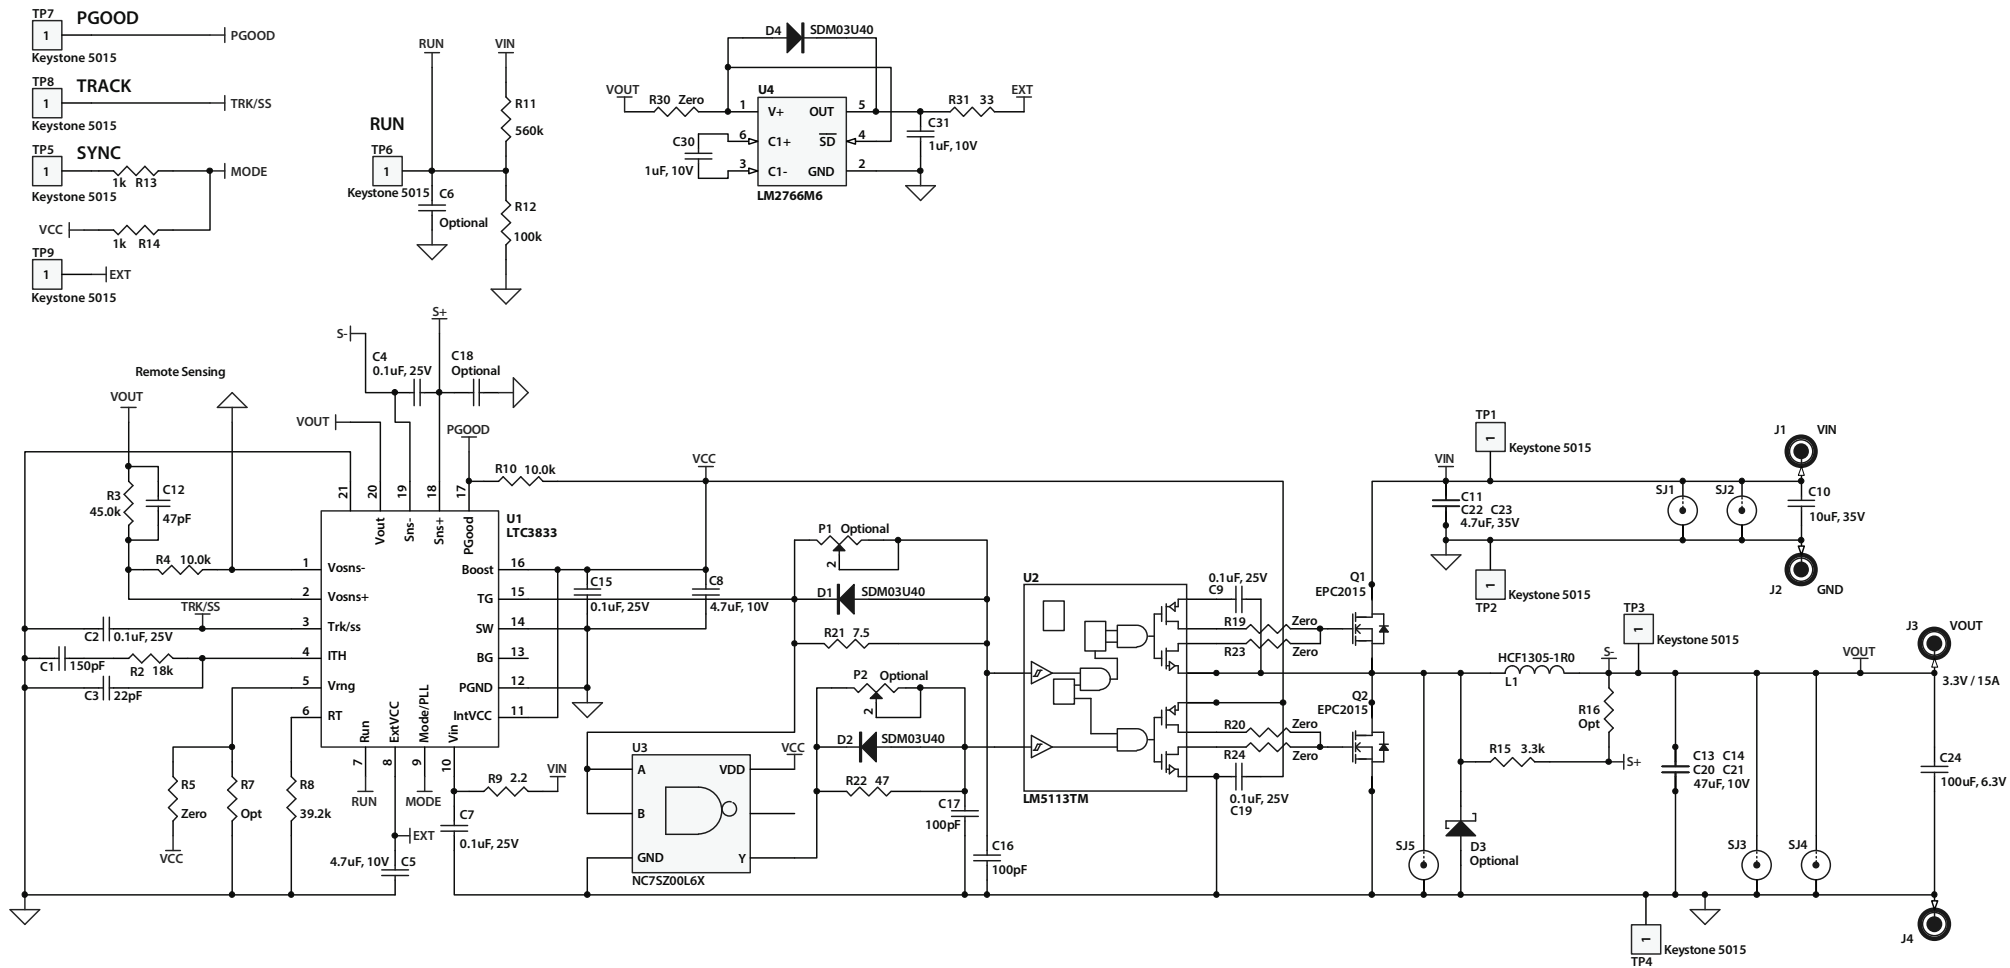 TP7 PGOOD
1
PGOOD
Keystone 5015
TP8 TRACK
1
TRK/SS
Keystone 5015
TP5 SYNC
1
1k R13
MODE
Keystone 5015
VCC
1k R14
TP9
1
EXT
Keystone 5015
RUN
VIN
R11
560k
RUN
TP6
1
Keystone 5015
C6
Optional
R12
100k
D4 SDM03U40
VOUT
R30 Zero
U4
1 V+ OUT 5
R31 33
EXT
C30
1uF, 10V
6 C1+ SD 4
3 C1- GND 2
C31
1uF, 10V
LM2766M6
S+
S-
C4
0.1uF, 25V
C18
Optional
Remote Sensing
VOUT
VOUT
PGOOD
R10 10.0k
VCC
R3
45.0k
C12
47pF
R4 10.0k
21
20
19
18
17
Vout
Sns-
Sns+
PGood
U1
LTC3833
1 Vosns-
2 Vosns+
3 Trk/ss
4 ITH
5 Vrng
6 RT
Boost 16
TG 15
SW 14
BG 13
PGND 12
IntVCC 11
Run
ExtVCC
Mode/PLL
Vin
7
8
9
10
TRK/SS
C2 0.1uF, 25V
C1 150pF
R2 18k
C3 22pF
R5
Zero
VCC
R7
Opt
R8
39.2k
RUN
MODE
EXT
4.7uF, 10V C5
R9 2.2
VIN
C7
0.1uF, 25V
C15
0.1uF, 25V
C8
4.7uF, 10V
P1 Optional
2
D1 SDM03U40
R21 7.5
P2 Optional
2
D2 SDM03U40
R22 47
U3
A VDD
B
GND Y
NC7SZ00L6X
VCC
C17
100pF
C16
100pF
U2
LM5113TM
0.1uF, 25V
C9
R19 Zero
R23 Zero
R20 Zero
R24 Zero
0.1uF, 25V
C19
Q1
EPC2015
Q2
EPC2015
TP1
1
Keystone 5015
VIN
C11
C22 C23
4.7uF, 35V
SJ1
SJ2
J1 VIN
C10
10uF, 35V
J2 GND
1
TP2
Keystone 5015
TP3
1
Keystone 5015
HCF1305-1R0
L1
S-
R16
Opt
R15 3.3k
S+
VOUT
J3 VOUT
3.3V / 15A
C13 C14
C20 C21
47uF, 10V
C24
100uF, 6.3V
SJ5
D3
Optional
SJ3
SJ4
1
TP4
Keystone 5015
J4